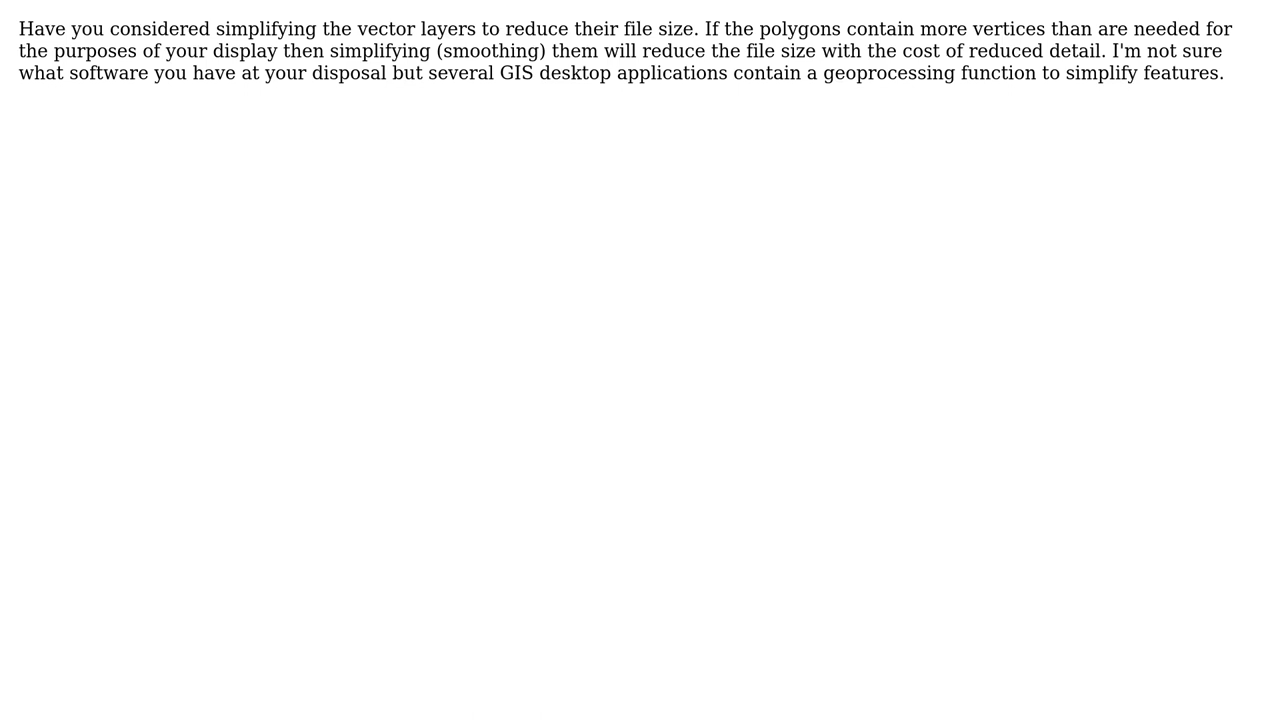 Have you considered simplifying the vector layers to reduce their file size. If the polygons contain more vertices than are needed for
the purposes of your display then simplifying (smoothing) them will reduce the file size with the cost of reduced detail. I'm not sure
what software you have at your disposal but several GIS desktop applications contain a geoprocessing function to simplify features.